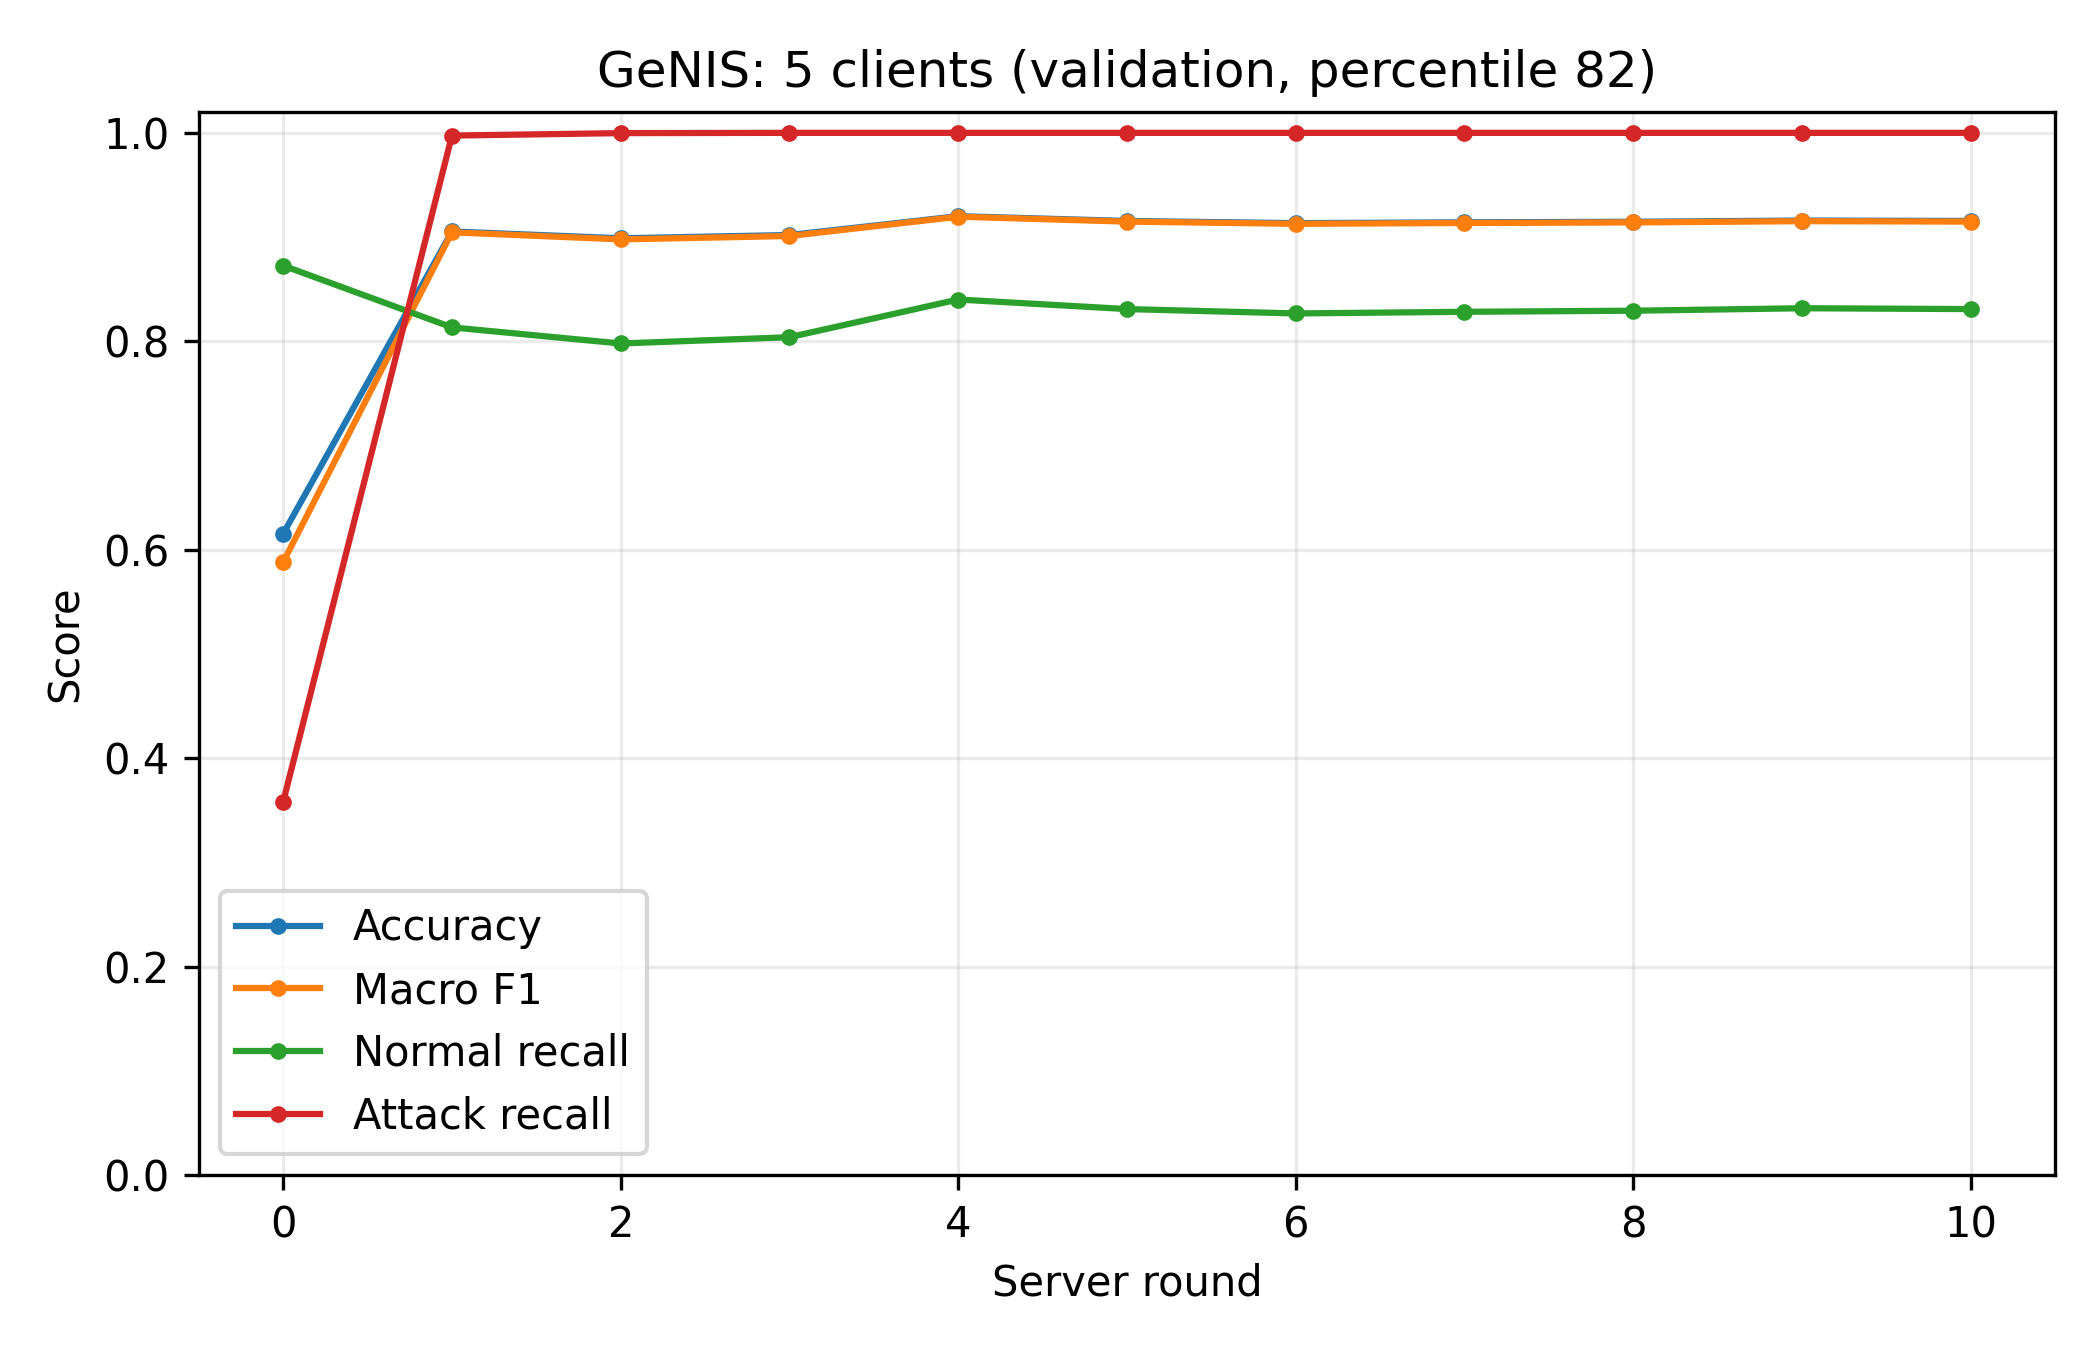 GeNIS: 5 clients (validation, percentile 82)
1.0
0.8
0.6
0.4
0.2
0.0
Score
Accuracy
Macro F1
Normal recall
Attack recall
0 2 4 6 8 10
Server round